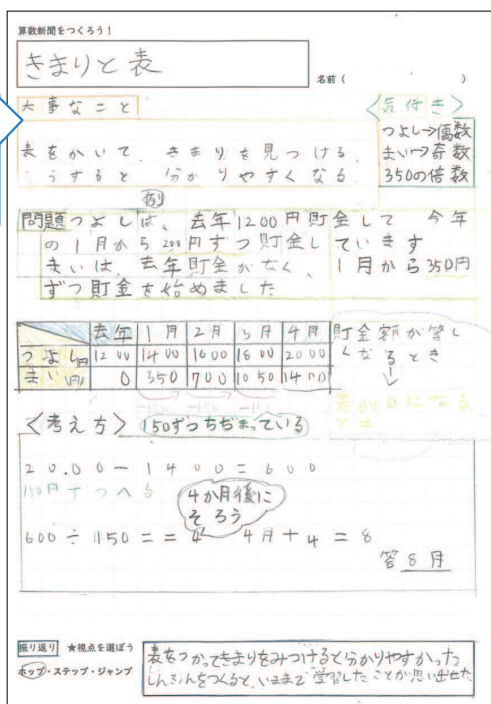 算数新聞をつくろう！
きまりと表
名前（　　　　　）
大事なこと
表をかいて、きまりを見つける。
うすると 分かりやすくなる
<気付き>
つよし→偶数
まい→奇数
350の倍数
例
問題 つよしは、去年1200円貯金して 今年
の1月から200円ずつ貯金しています
まいは、去年貯金がなく、1月から350円
ずつ貯金を始めました
去年 1月 2月 3月 4月
つよし(円) 1200 1400 1600 1800 2000
まい(円) 0 350 700 1050 1400
貯金額が等し
くなるとき
↓
差が0になる
とき
-150 -150 -150
<考え方> 150ずつちぢまっている
2000-1400=600
150円ずつへる
4か月後に
そろう
600÷150==4 4月+4=8
答 8月
振り返り ★視点を選ぼう
ホップ・ステップ・ジャンプ
表をつかってきまりをみつけると分かりやすかった
しんぶんをつくると、いままで学習したことが思い出せた